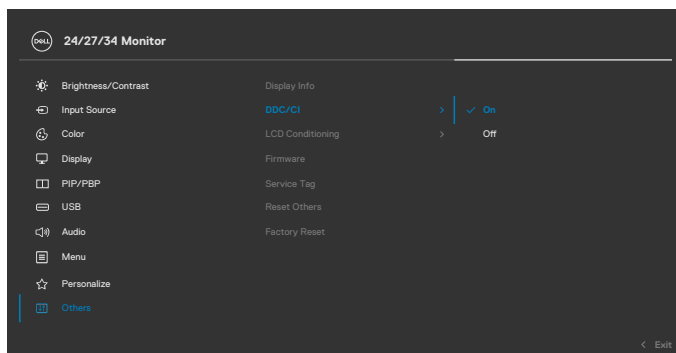 DELL 24/27/34 Monitor
Brightness/Contrast Display Info
Input Source DDC/CI > ✓ On
Color LCD Conditioning > Off
Display Firmware
PIP/PBP Service Tag
USB Reset Others
Audio Factory Reset
Menu
Personalize
Others
< Exit